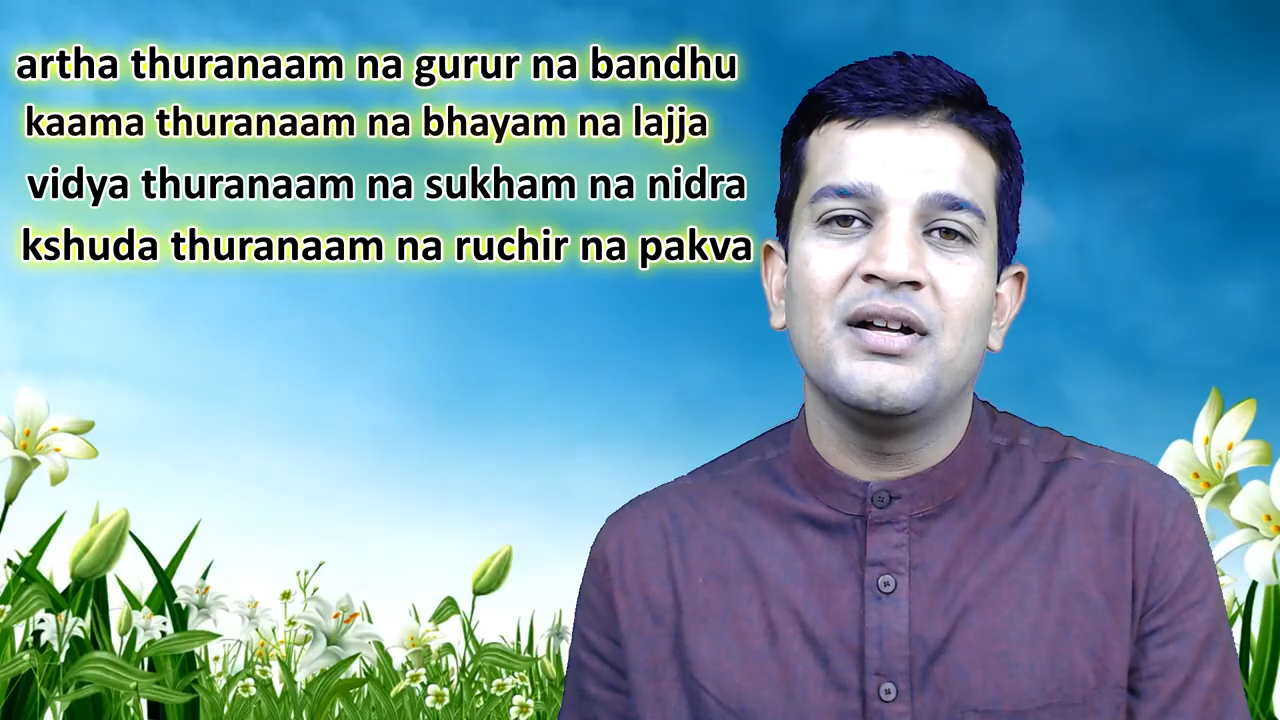 artha thuranaam na gurur na bandhu
kaama thuranaam na bhayam na lajja
vidya thuranaam na sukham na nidra
kshuda thuranaam na ruchir na pakva